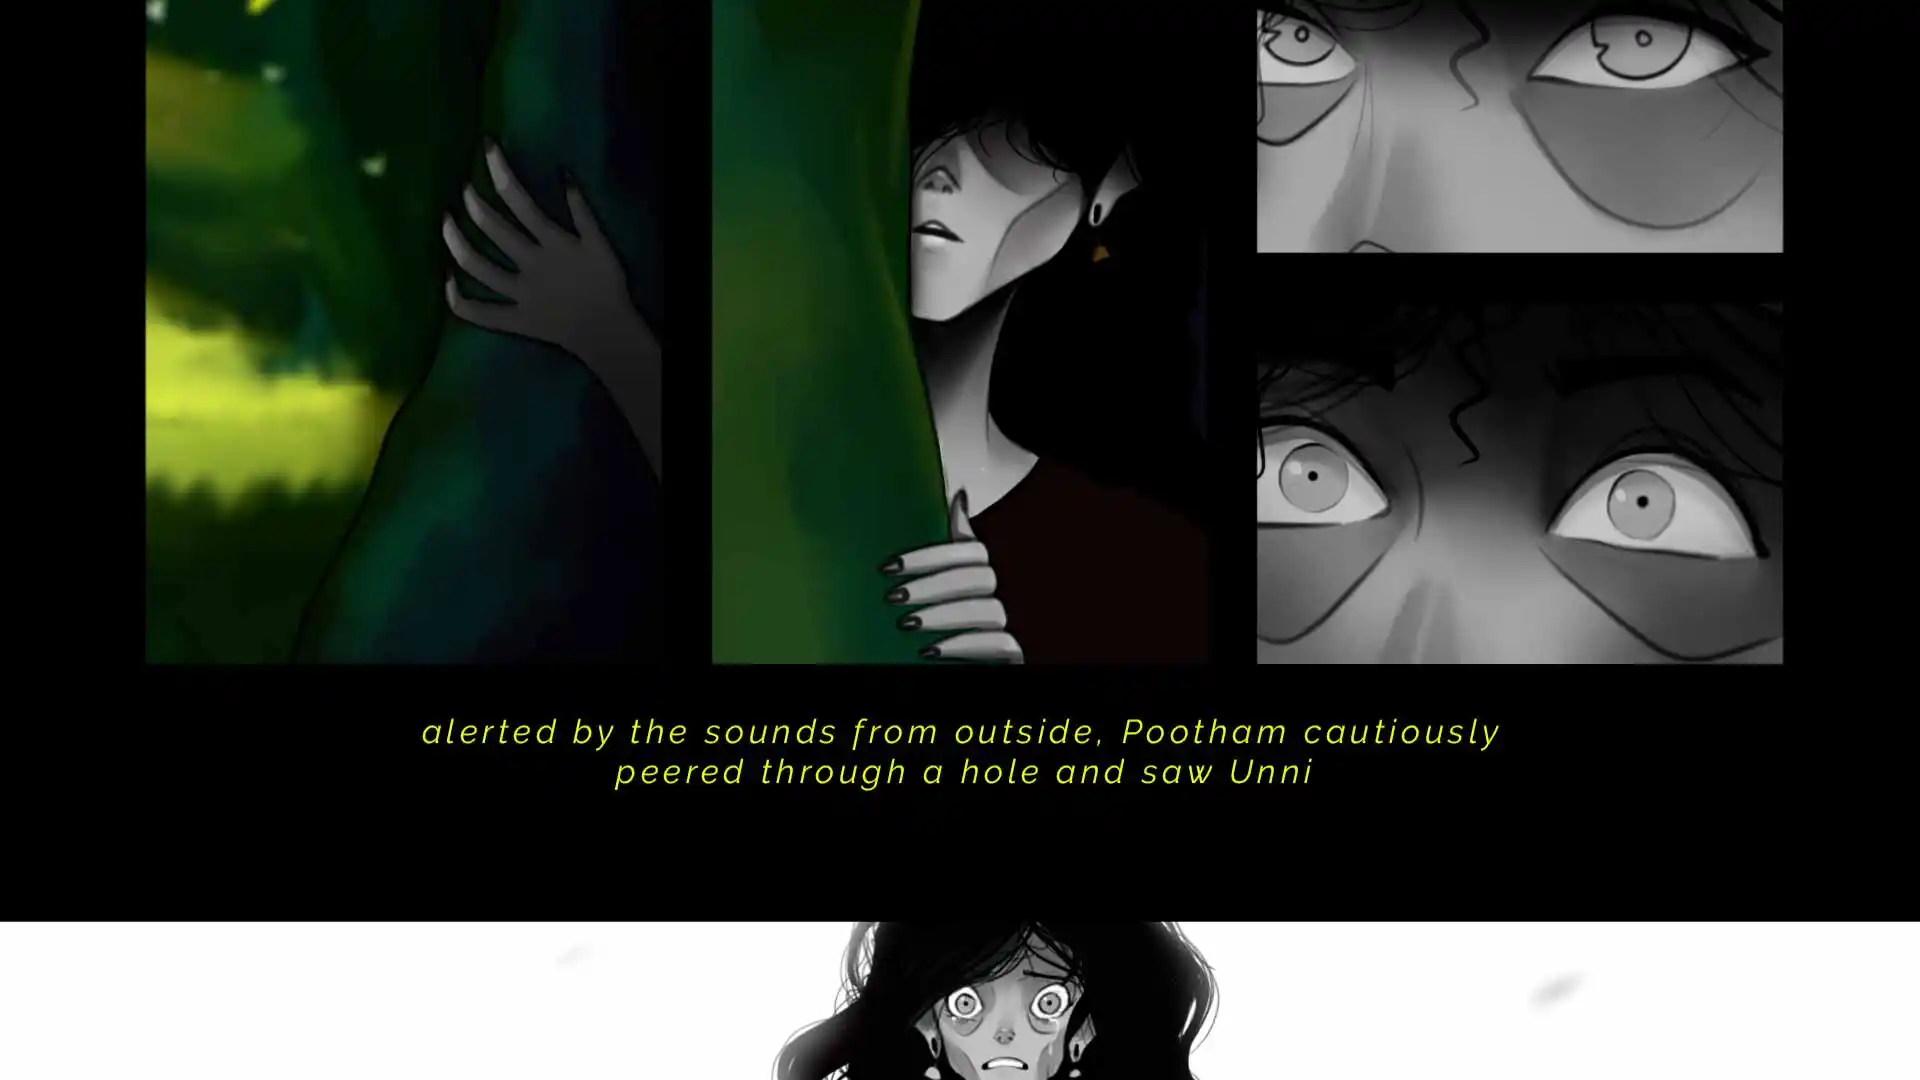 alerted by the sounds from outside, Pootham cautiously
peered through a hole and saw Unni